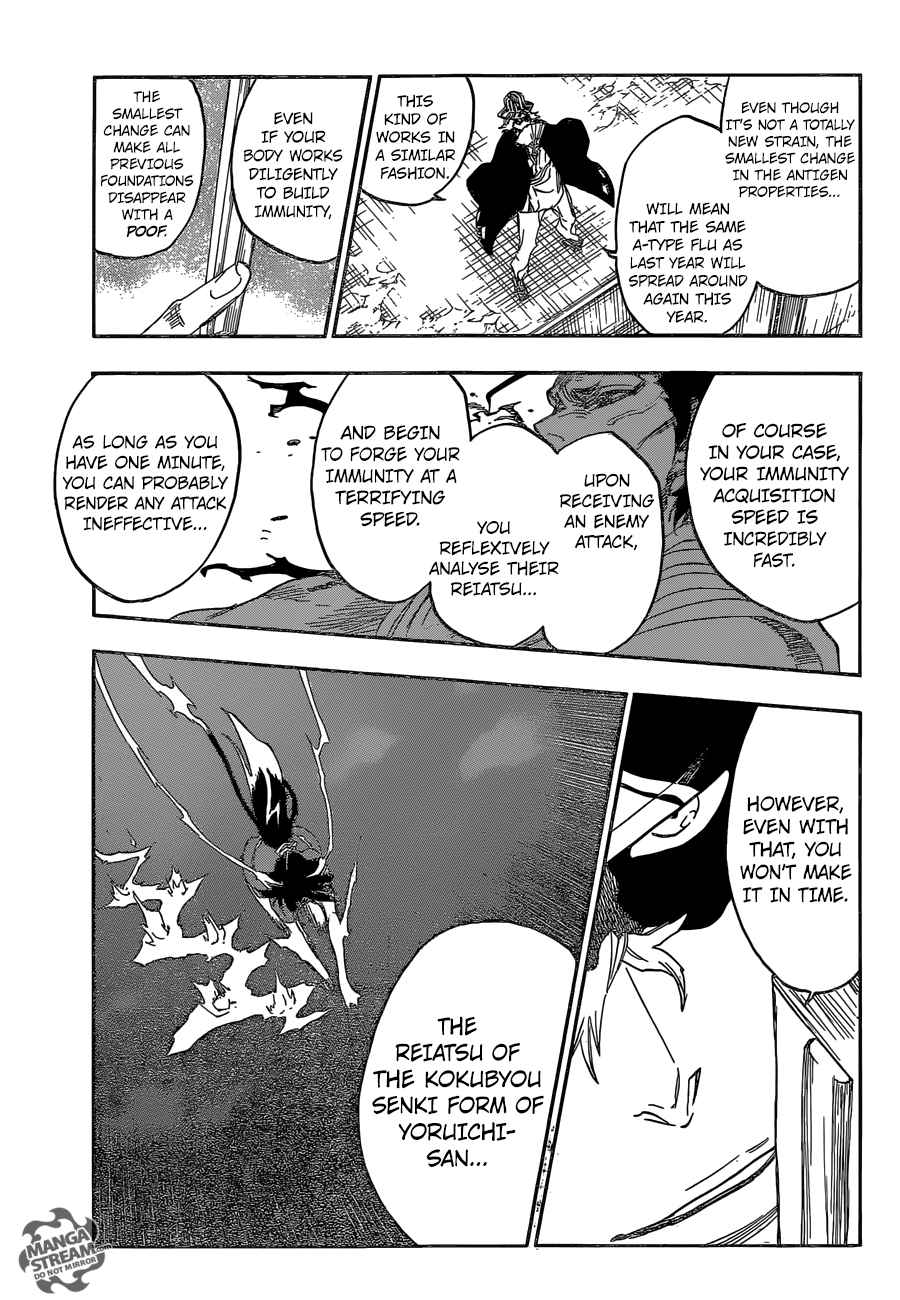 EVEN THOUGH
IT'S NOT A TOTALLY
NEW STRAIN, THE
SMALLEST CHANGE
IN THE ANTIGEN
PROPERTIES...
WILL MEAN
THAT THE SAME
A-TYPE FLU AS
LAST YEAR WILL
SPREAD AROUND
AGAIN THIS
YEAR.
THIS
KIND OF
WORKS IN
A SIMILAR
FASHION.
EVEN
IF YOUR
BODY WORKS
DILIGENTLY
TO BUILD
IMMUNITY,
THE
SMALLEST
CHANGE CAN
MAKE ALL
PREVIOUS
FOUNDATIONS
DISAPPEAR
WITH A
POOF.
OF COURSE
IN YOUR CASE,
YOUR IMMUNITY
ACQUISITION
SPEED IS
INCREDIBLY
FAST.
UPON
RECEIVING
AN ENEMY
ATTACK,
YOU
REFLEXIVELY
ANALYSE THEIR
REIATSU...
AND BEGIN
TO FORGE YOUR
IMMUNITY AT A
TERRIFYING
SPEED.
AS LONG AS YOU
HAVE ONE MINUTE,
YOU CAN PROBABLY
RENDER ANY ATTACK
INEFFECTIVE...
HOWEVER,
EVEN WITH
THAT, YOU
WON'T MAKE
IT IN TIME.
THE
REIATSU OF
THE KOKUBYOU
SENKI FORM OF
YORUICHI-
SAN...
MANGA
STREAM.com
DO NOT MIRROR